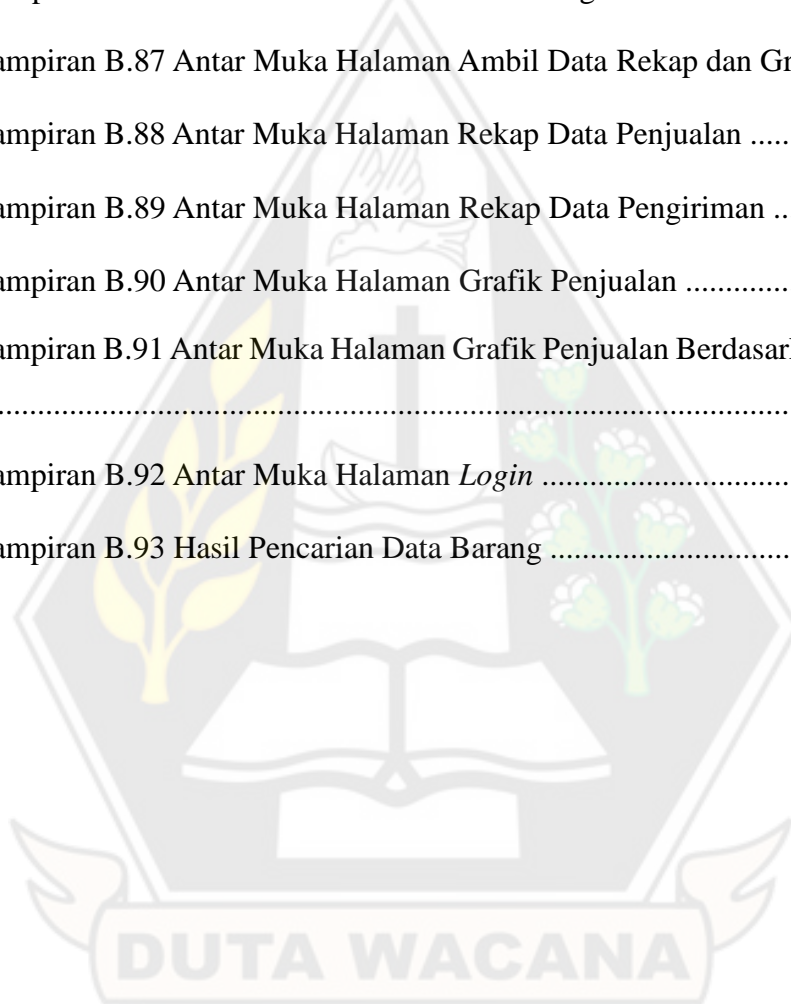 ampiran B.87 Antar Muka Halaman Ambil Data Rekap dan Gr
ampiran B.88 Antar Muka Halaman Rekap Data Penjualan .....
ampiran B.89 Antar Muka Halaman Rekap Data Pengiriman ..
ampiran B.90 Antar Muka Halaman Grafik Penjualan .............
ampiran B.91 Antar Muka Halaman Grafik Penjualan Berdasar
....................................................................................................
ampiran B.92 Antar Muka Halaman Login ................................
ampiran B.93 Hasil Pencarian Data Barang ..............................
DUTA WACANA